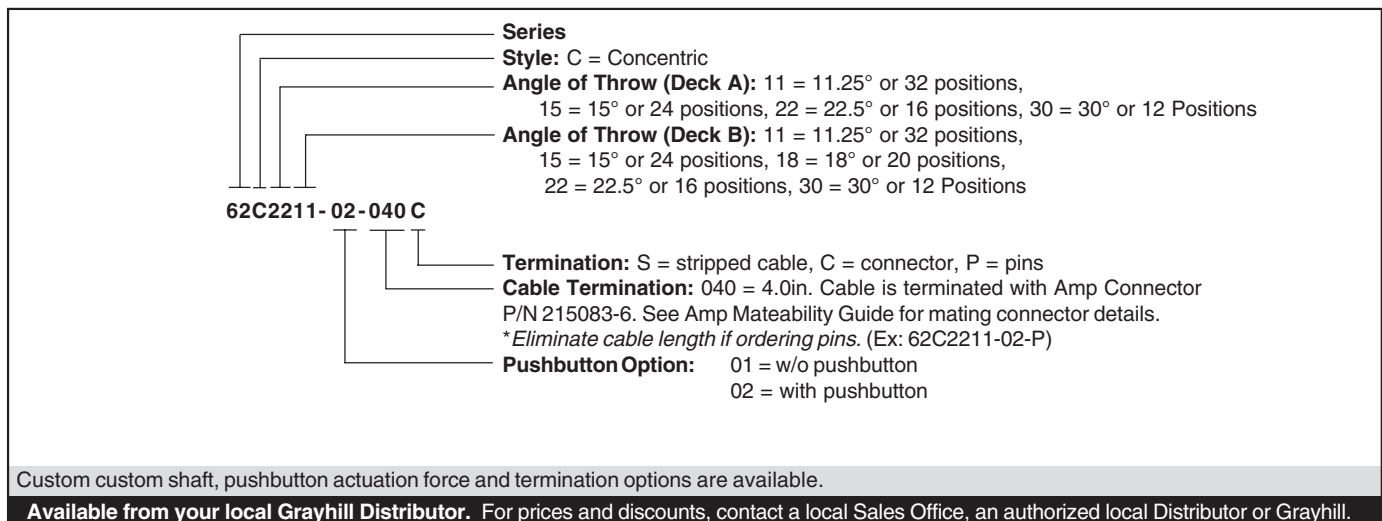 Series
Style: C = Concentric
Angle of Throw (Deck A): 11 = 11.25° or 32 positions,
15 = 15° or 24 positions, 22 = 22.5° or 16 positions, 30 = 30° or 12 Positions
Angle of Throw (Deck B): 11 = 11.25° or 32 positions,
15 = 15° or 24 positions, 18 = 18° or 20 positions,
22 = 22.5° or 16 positions, 30 = 30° or 12 Positions
62C2211-02-040 C
Termination: S = stripped cable, C = connector, P = pins
Cable Termination: 040 = 4.0in. Cable is terminated with Amp Connector
P/N 215083-6. See Amp Mateability Guide for mating connector details.
*Eliminate cable length if ordering pins. (Ex: 62C2211-02-P)
Pushbutton Option: 01 = w/o pushbutton
02 = with pushbutton
Custom custom shaft, pushbutton actuation force and termination options are available.
Available from your local Grayhill Distributor. For prices and discounts, contact a local Sales Office, an authorized local Distributor or Grayhill.